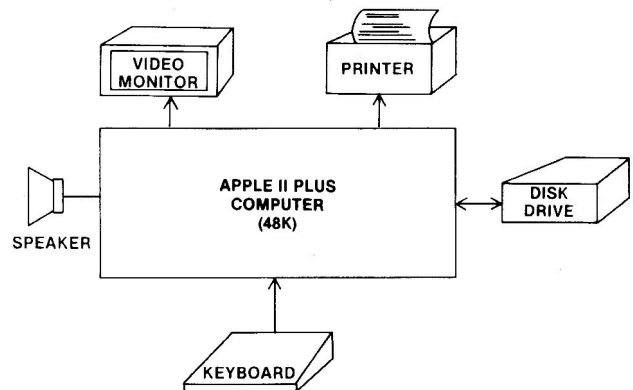 VIDEO
MONITOR
PRINTER
APPLE II PLUS
COMPUTER
(48K)
DISK
DRIVE
SPEAKER
KEYBOARD